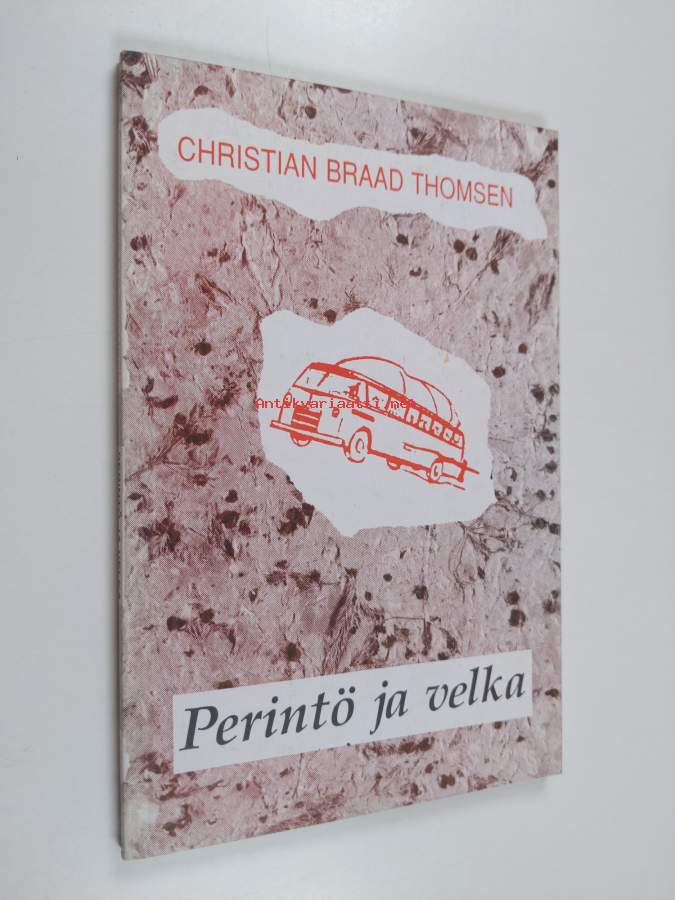 CHRISTIAN BRAAD THOMSEN
Antikvariaatti.net
Perintö ja velka